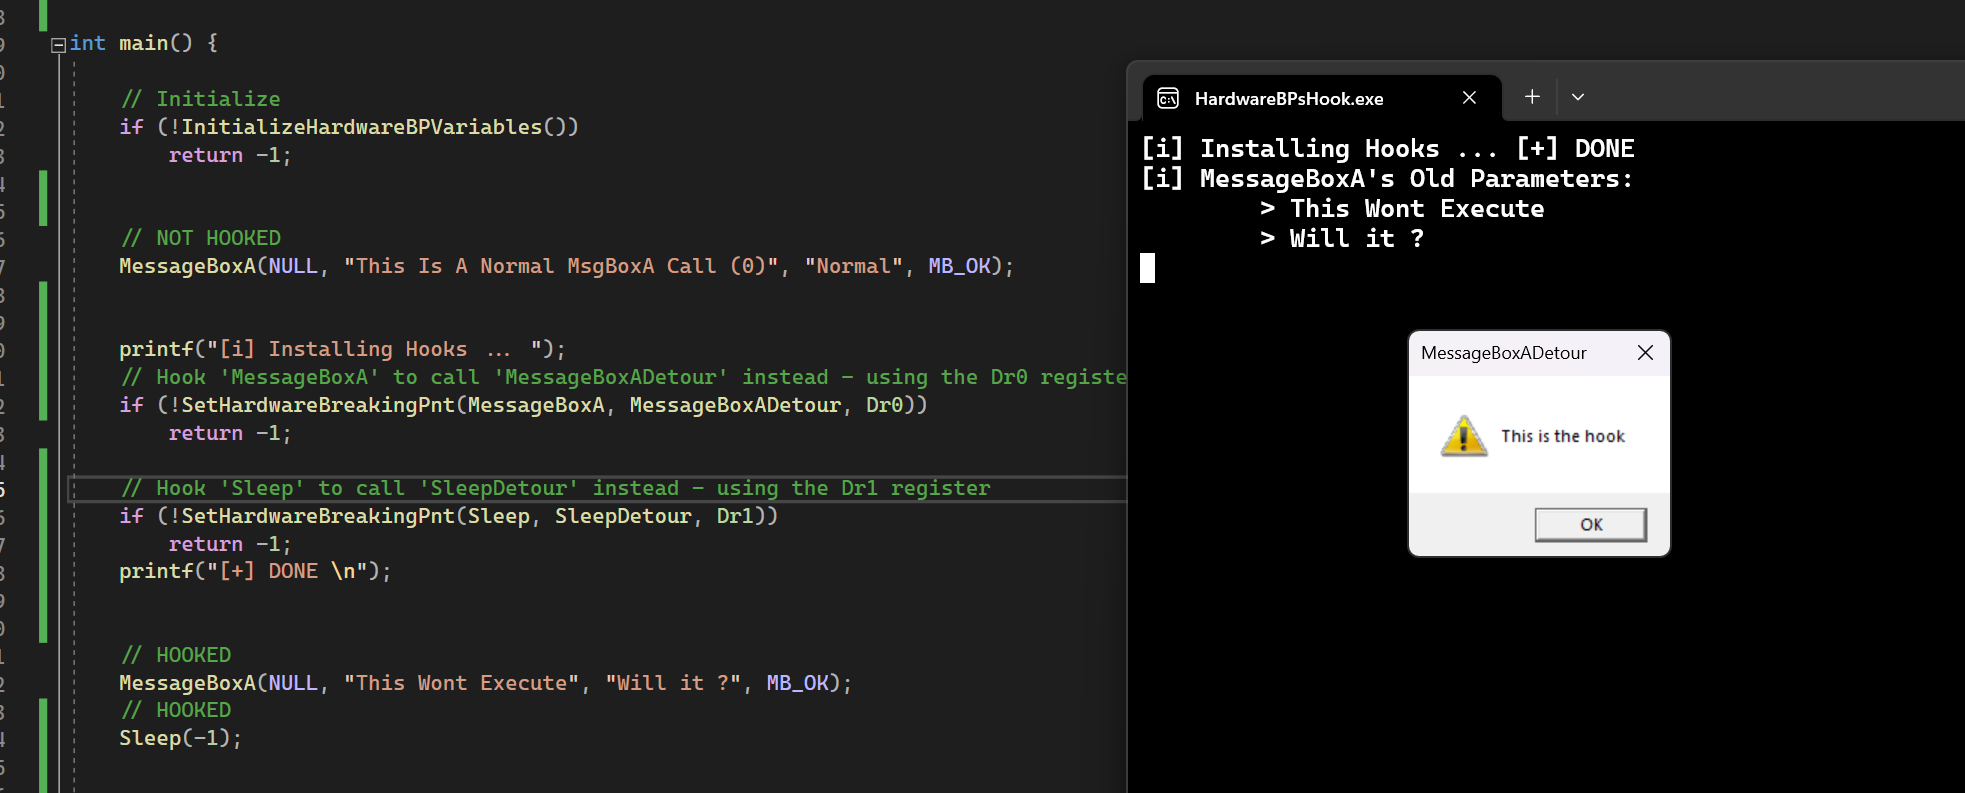 int main() {
// Initialize
if (!InitializeHardwareBPVariables())
return -1;
// NOT HOOKED
MessageBoxA(NULL, "This Is A Normal MsgBoxA Call (0)", "Normal", MB_OK);
printf("[i] Installing Hooks ... ");
// Hook 'MessageBoxA' to call 'MessageBoxADetour' instead - using the Dr0 registe
if (!SetHardwareBreakingPnt(MessageBoxA, MessageBoxADetour, Dr0))
return -1;
// Hook 'Sleep' to call 'SleepDetour' instead - using the Dr1 register
if (!SetHardwareBreakingPnt(Sleep, SleepDetour, Dr1))
return -1;
printf("[+] DONE \n");
// HOOKED
MessageBoxA(NULL, "This Wont Execute", "Will it ?", MB_OK);
// HOOKED
Sleep(-1);
HardwareBPsHook.exe
[i] Installing Hooks ... [+] DONE
[i] MessageBoxA's Old Parameters:
> This Wont Execute
> Will it ?
MessageBoxADetour
This is the hook
OK